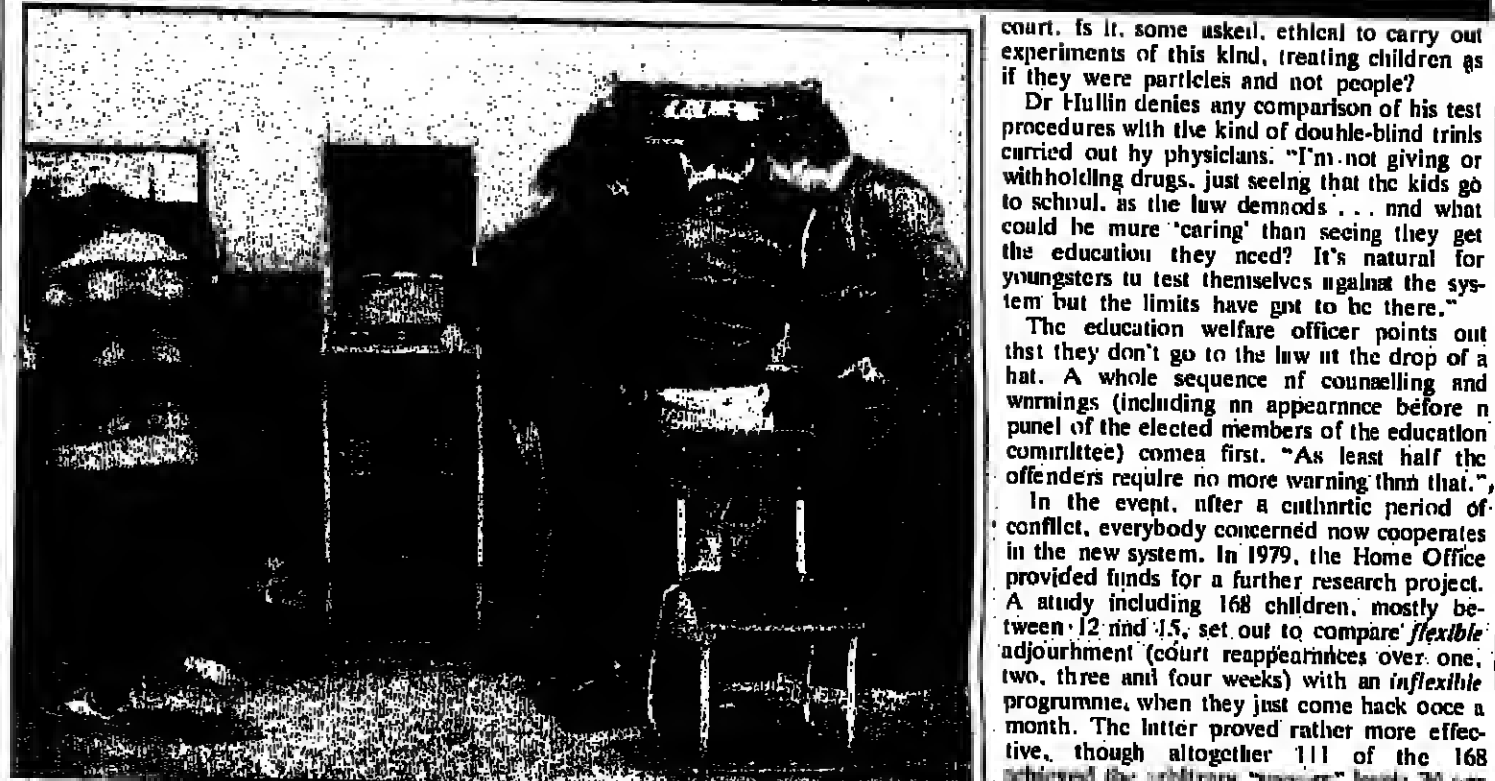 court. Is it, some asked, ethical to carry out
experiments of this kind, treating children as
if they were particles and not people?
Dr Hullin denies any comparison of his test
procedures with the kind of double-blind trials
carried out by physicians. "I'm not giving or
withholding drugs, just seeing that the kids go
to school, as the law demands . . . and what
could be more 'caring' than seeing they get
the education they need? It's natural for
youngsters to test themselves against the sys-
tem but the limits have got to be there."
The education welfare officer points out
that they don't go to the law at the drop of a
hat. A whole sequence of counselling and
warnings (including an appearance before a
panel of the elected members of the education
committee) comes first. "As least half the
offenders require no more warning than that."
In the event, after a cathartic period of
conflict, everybody concerned now cooperates
in the new system. In 1979, the Home Office
provided funds for a further research project.
A study including 168 children, mostly be-
tween 12 and 15, set out to compare flexible
adjournment (court reappearances over one,
two, three and four weeks) with an inflexible
programme, when they just come back once a
month. The latter proved rather more effec-
tive, though altogether 111 of the 168